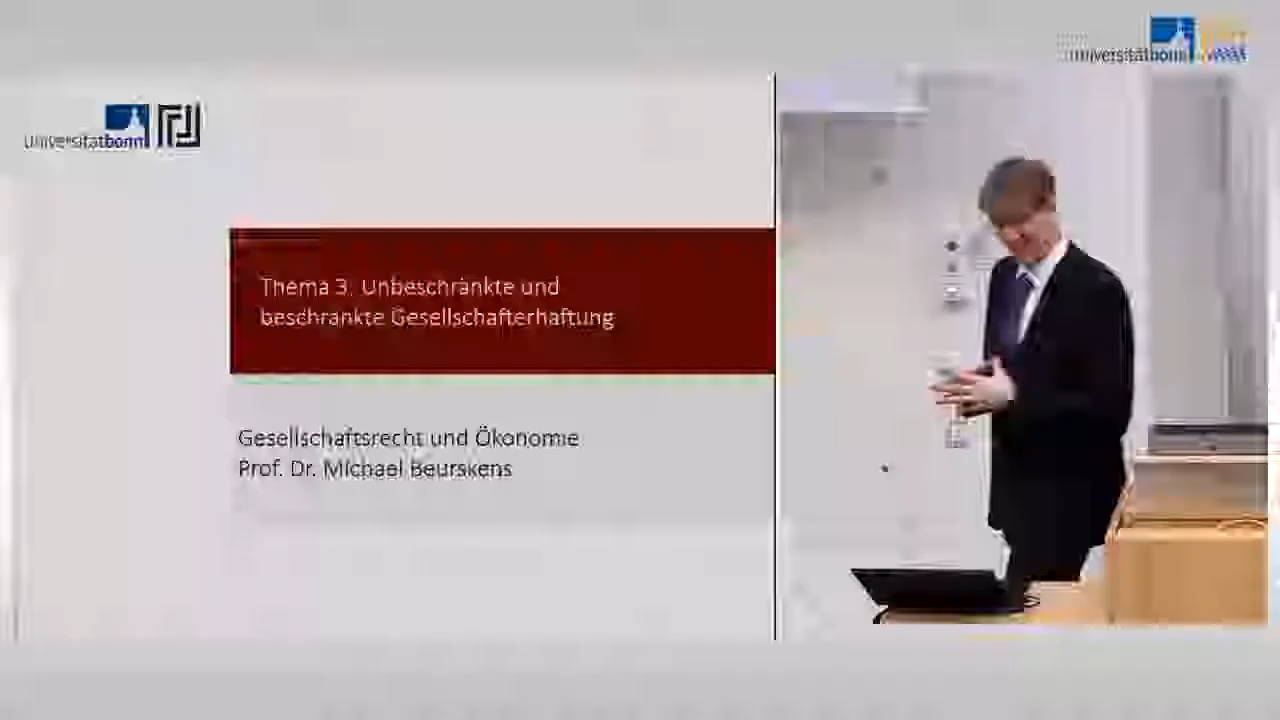 universitätbonn
universitätbonn
Thema 3. Unbeschränkte und
beschränkte Gesellschafterhaftung
Gesellschaftsrecht und Ökonomie
Prof. Dr. Michael Beurskens